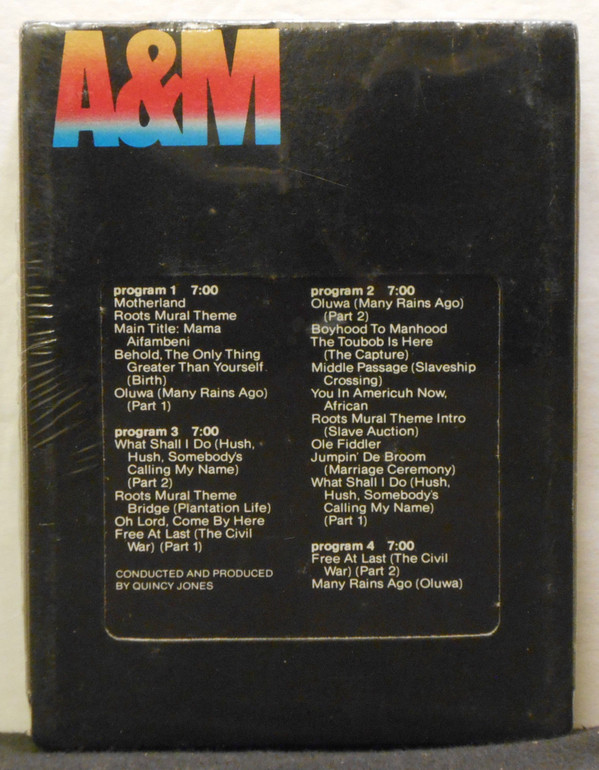 A&M
program 1 7:00
Motherland
Roots Mural Theme
Main Title: Mama
Aifambeni
Behold, The Only Thing
Greater Than Yourself
(Birth)
Oluwa (Many Rains Ago)
(Part 1)
program 3 7:00
What Shall I Do (Hush,
Hush, Somebody's
Calling My Name)
(Part 2)
Roots Mural Theme
Bridge (Plantation Life)
Oh Lord, Come By Here
Free At Last (The Civil
War) (Part 1)
CONDUCTED AND PRODUCED
BY QUINCY JONES
program 2 7:00
Oluwa (Many Rains Ago)
(Part 2)
Boyhood To Manhood
The Toubob Is Here
(The Capture)
Middle Passage (Slaveship
Crossing)
You In Americuh Now,
African
Roots Mural Theme Intro
(Slave Auction)
Ole Fiddler
Jumpin' De Broom
(Marriage Ceremony)
What Shall I Do (Hush,
Hush, Somebody's
Calling My Name)
(Part 1)
program 4 7:00
Free At Last (The Civil
War) (Part 2)
Many Rains Ago (Oluwa)